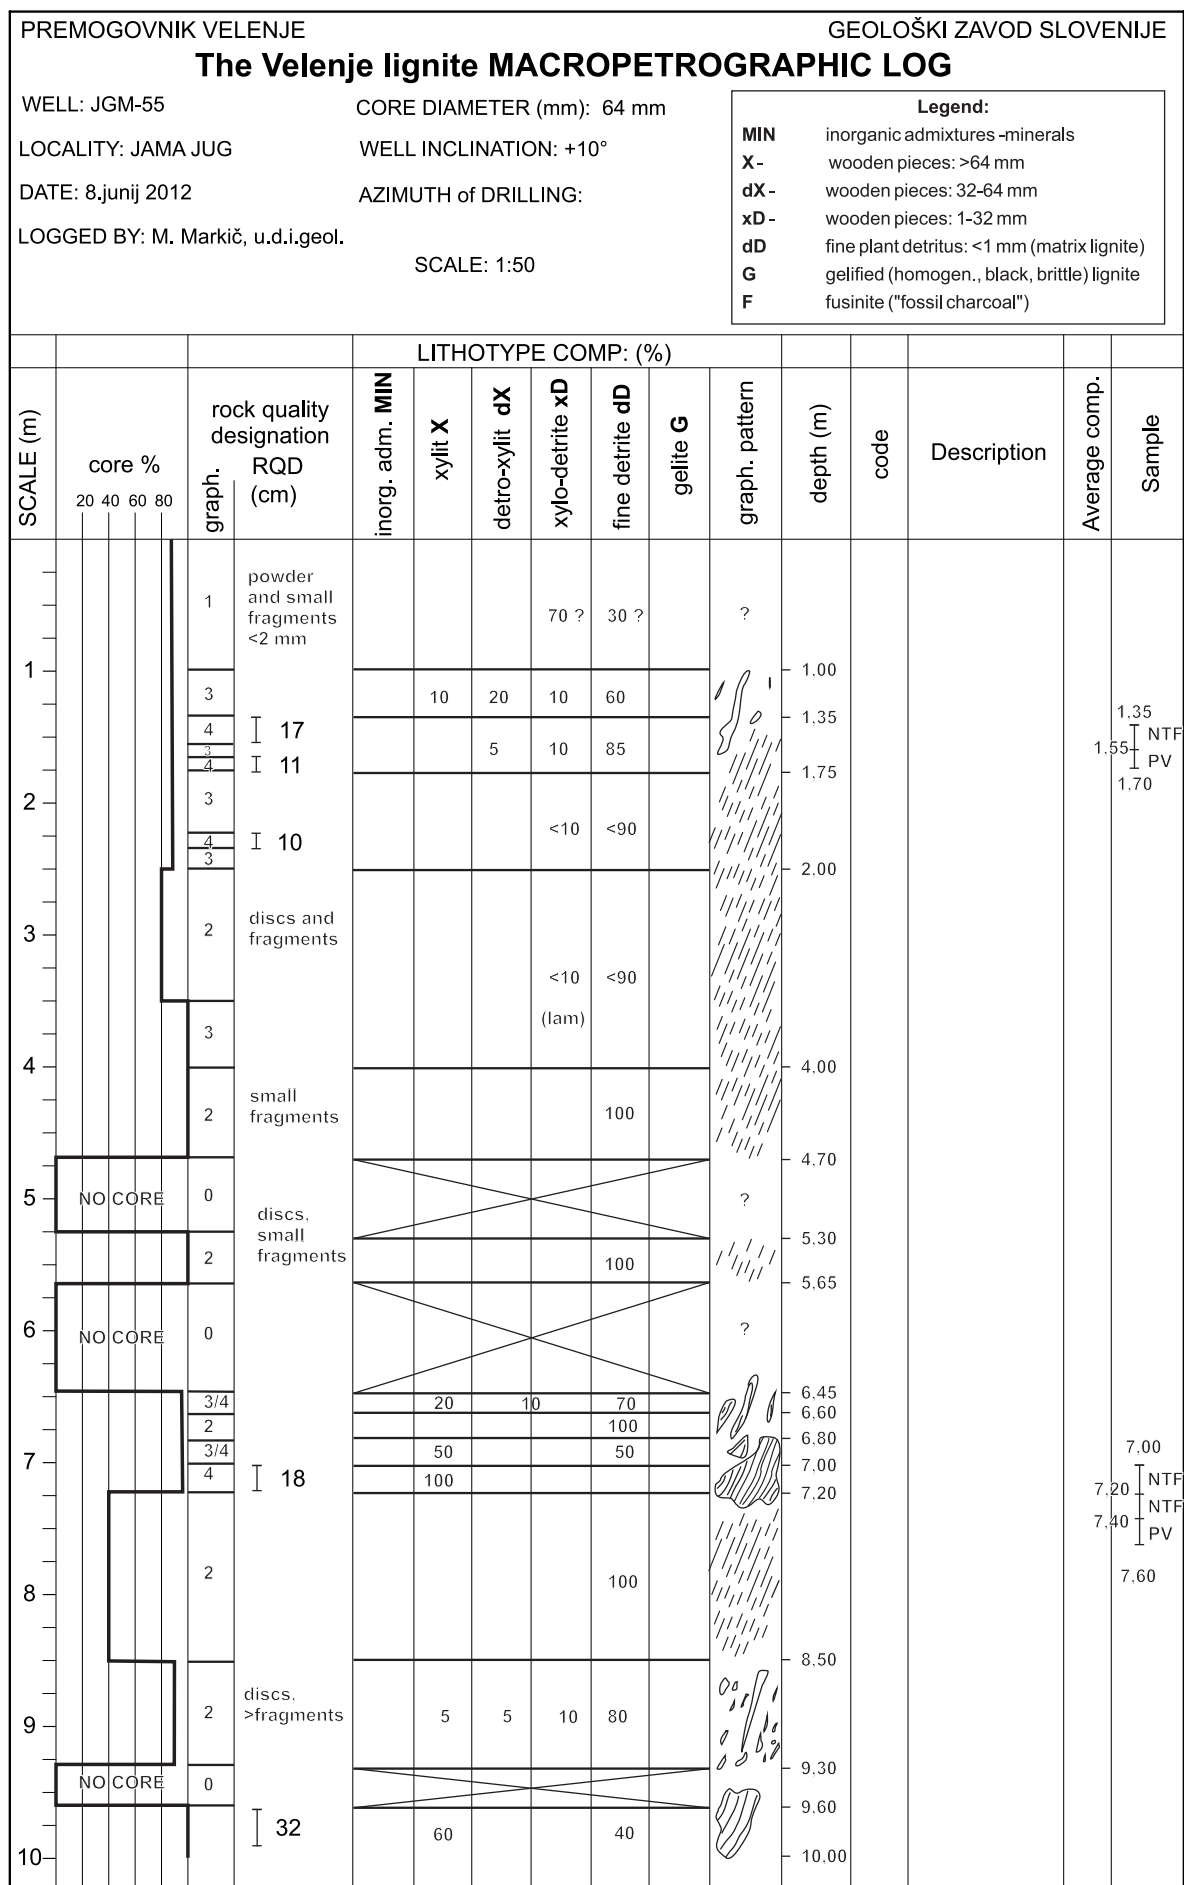 PREMOGOVNIK VELENJE
GEOLOŠKI ZAVOD SLOVENIJE
The Velenje lignite MACROPETROGRAPHIC LOG
WELL: JGM-55
CORE DIAMETER (mm): 64 mm
LOCALITY: JAMA JUG
WELL INCLINATION: +10°
DATE: 8.junij 2012
AZIMUTH of DRILLING:
LOGGED BY: M. Markič, u.d.i.geol.
SCALE: 1:50
Legend:
MIN inorganic admixtures -minerals
X - wooden pieces: >64 mm
dX - wooden pieces: 32-64 mm
xD - wooden pieces: 1-32 mm
dD fine plant detritus: <1 mm (matrix lignite)
G gelified (homogen., black, brittle) lignite
F fusinite ("fossil charcoal")
LITHOTYPE COMP: (%)
SCALE (m)
core %
20 40 60 80
graph.
rock quality
designation
RQD
(cm)
inorg. adm. MIN
xylit X
detro-xylit dX
xylo-detrite xD
fine detrite dD
gelite G
graph. pattern
depth (m)
code
Description
Average comp.
Sample
powder
and small
fragments
<2 mm
1
70 ? 30 ?
?
1
1,00
3
10 20 10 60
1,35
1,35
4
17
NTF
3
5 10 85
1,55
PV
4
11
1,75
1,70
3
2
<10 <90
4
10
3
2,00
2
discs and
fragments
3
<10 <90
(lam)
3
4
4,00
2
small
fragments
100
4,70
5
NO CORE
0
?
discs,
small
fragments
5,30
2
100
5,65
6
NO CORE
0
?
6,45
3/4
20 10 70
6,60
2
100
6,80
3/4
50 50
7,00
7
7,00
4
18
100
7,20
NTF
7,20
NTF
7,40
PV
2
100
7,60
8
8,50
discs,
>fragments
2
5 5 10 80
9
9,30
NO CORE
0
9,60
32
60 40
10
10,00